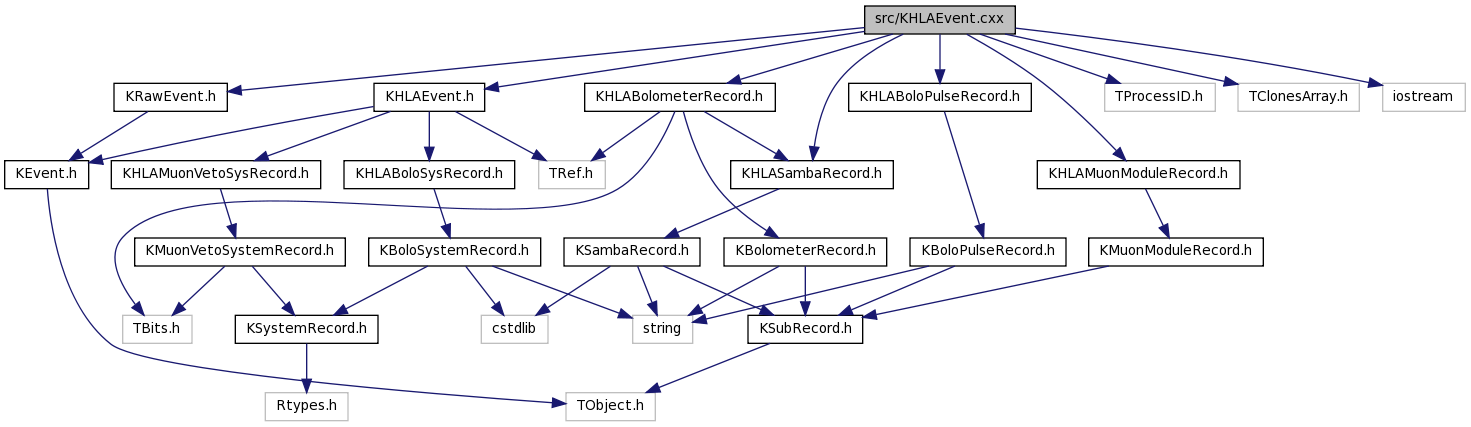 src/KHLAEvent.cxx
KRawEvent.h
KHLAEvent.h
KHLABolometerRecord.h
KHLABoloPulseRecord.h
TProcessID.h
TClonesArray.h
iostream
KEvent.h
KHLAMuonVetoSysRecord.h
KHLABoloSysRecord.h
TRef.h
KHLASambaRecord.h
KHLAMuonModuleRecord.h
KMuonVetoSystemRecord.h
KBoloSystemRecord.h
KSambaRecord.h
KBolometerRecord.h
KBoloPulseRecord.h
KMuonModuleRecord.h
TBits.h
KSystemRecord.h
cstdlib
string
KSubRecord.h
Rtypes.h
TObject.h